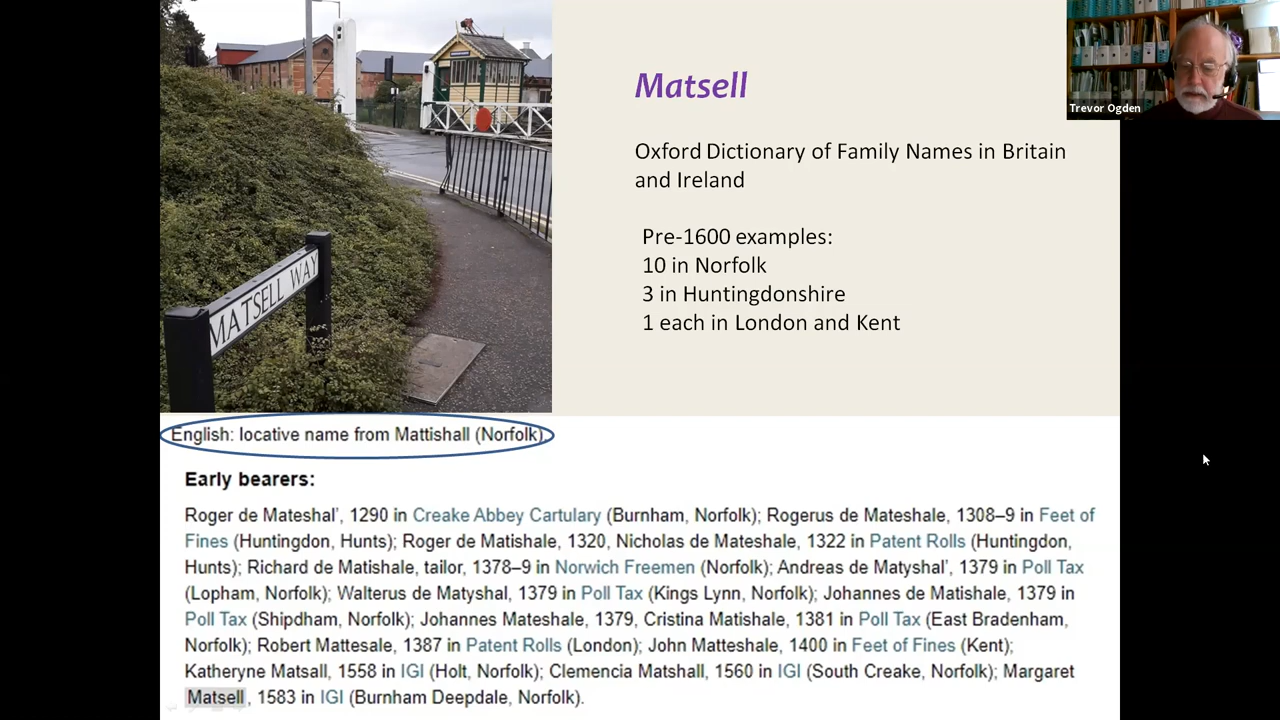 Matsell
Oxford Dictionary of Family Names in Britain
and Ireland
Pre-1600 examples:
10 in Norfolk
3 in Huntingdonshire
1 each in London and Kent
Trevor Ogden
MATSELL WAY
English: locative name from Mattishall (Norfolk).
Early bearers:
Roger de Mateshal’, 1290 in Creake Abbey Cartulary (Burnham, Norfolk); Rogerus de Mateshale, 1308–9 in Feet of
Fines (Huntingdon, Hunts); Roger de Matishale, 1320, Nicholas de Mateshale, 1322 in Patent Rolls (Huntingdon,
Hunts); Richard de Matishale, tailor, 1378–9 in Norwich Freemen (Norfolk); Andreas de Matyshal’, 1379 in Poll Tax
(Lopham, Norfolk); Walterus de Matyshal, 1379 in Poll Tax (Kings Lynn, Norfolk); Johannes de Matishale, 1379 in
Poll Tax (Shipdham, Norfolk); Johannes Mateshale, 1379, Cristina Matishale, 1381 in Poll Tax (East Bradenham,
Norfolk); Robert Mattesale, 1387 in Patent Rolls (London); John Matteshale, 1400 in Feet of Fines (Kent);
Katheryne Matsall, 1558 in IGI (Holt, Norfolk); Clemencia Matshall, 1560 in IGI (South Creake, Norfolk); Margaret
Matsell, 1583 in IGI (Burnham Deepdale, Norfolk).